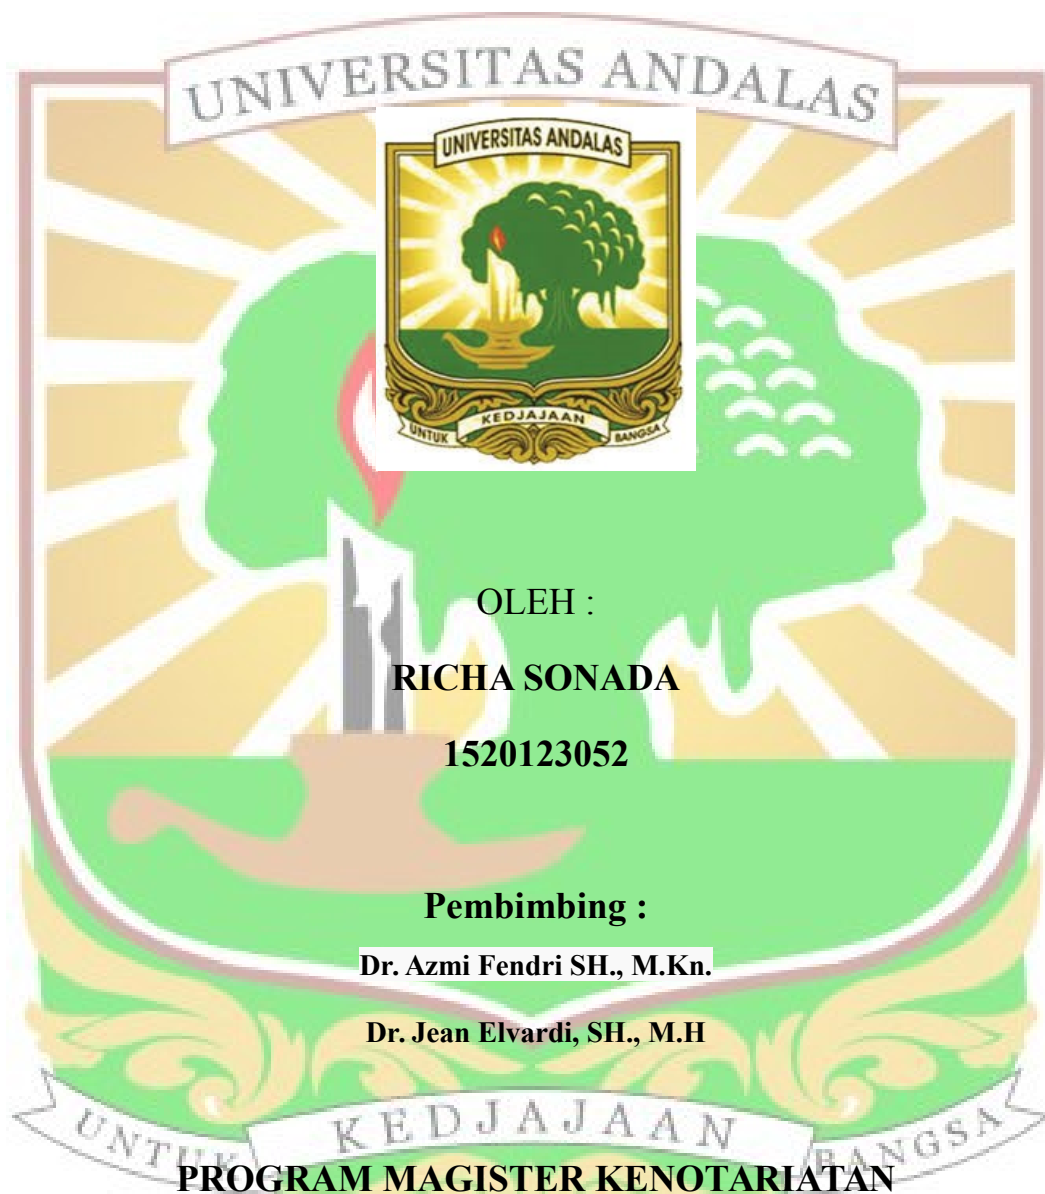 UNIVERSITAS ANDALAS
UNIVERSITAS ANDALAS
UNTUK KEDJAJAAN BANGSA
OLEH :
RICHA SONADA
1520123052
Pembimbing :
Dr. Azmi Fendri SH., M.Kn.
Dr. Jean Elvardi, SH., M.H
UNTUK KEDJAJAAN BANGSA
PROGRAM MAGISTER KENOTARIATAN